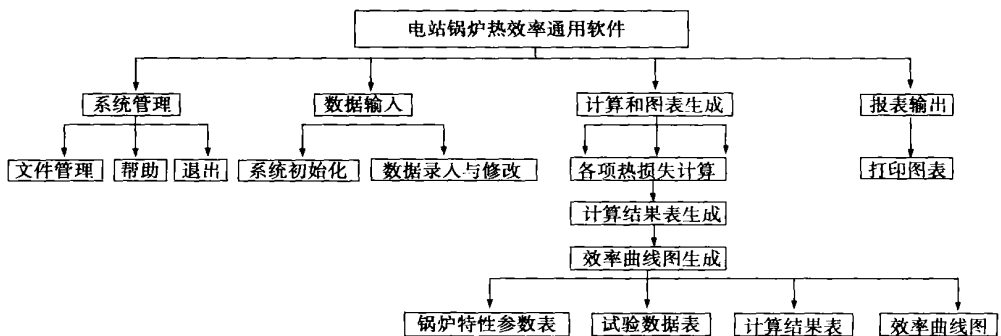 电站锅炉热效率通用软件
系统管理
数据输入
计算和图表生成
报表输出
文件管理
帮助
退出
系统初始化
数据录入与修改
各项热损失计算
打印图表
计算结果表生成
效率曲线图生成
锅炉特性参数表
试验数据表
计算结果表
效率曲线图